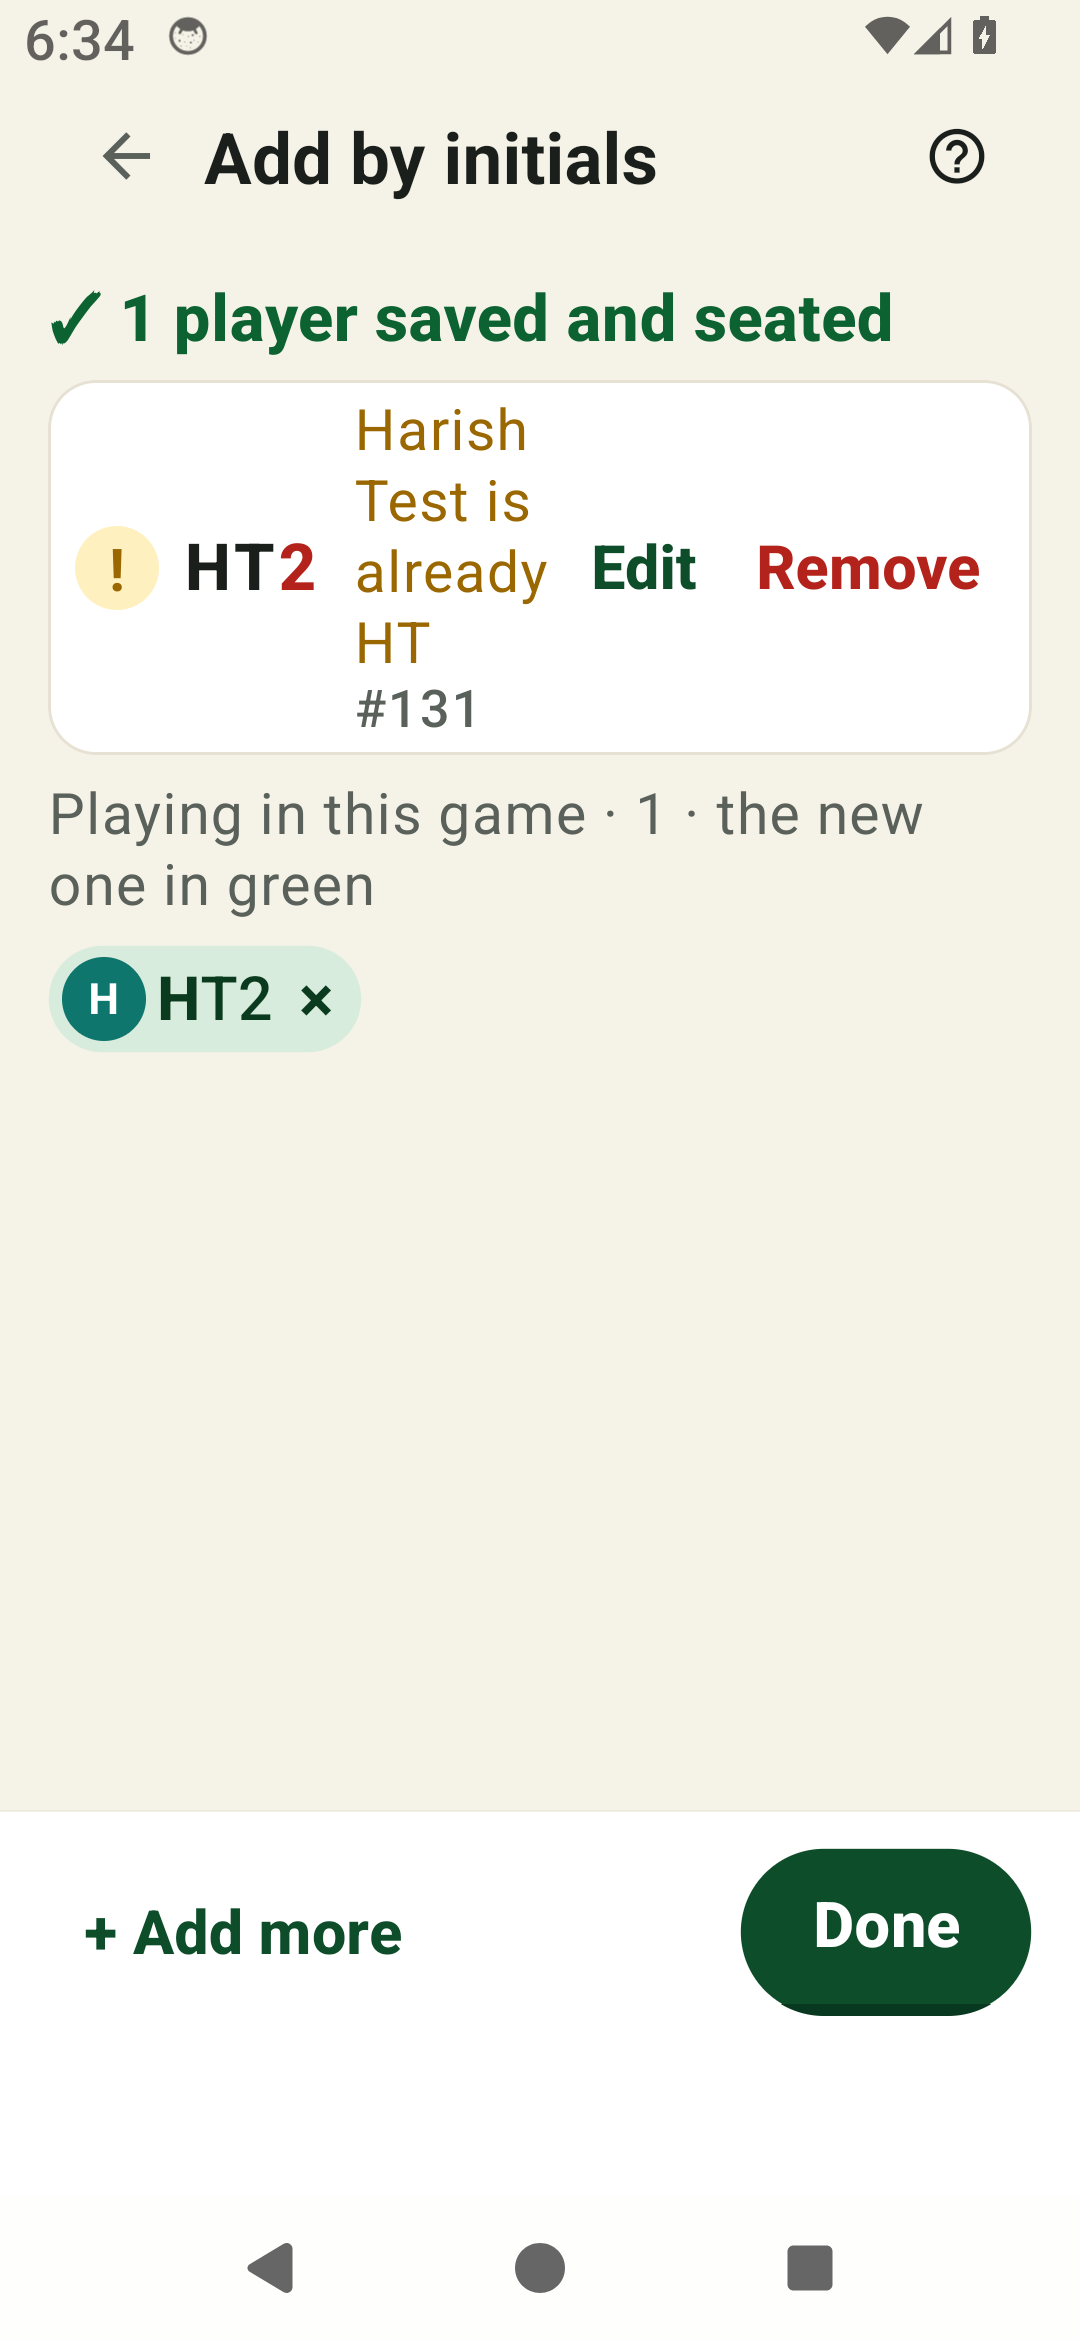 6:34
Add by initials
✓ 1 player saved and seated
! HT2
Harish
Test is
already
HT
#131
Edit
Remove
Playing in this game · 1 · the new
one in green
H HT2 ×
+ Add more
Done